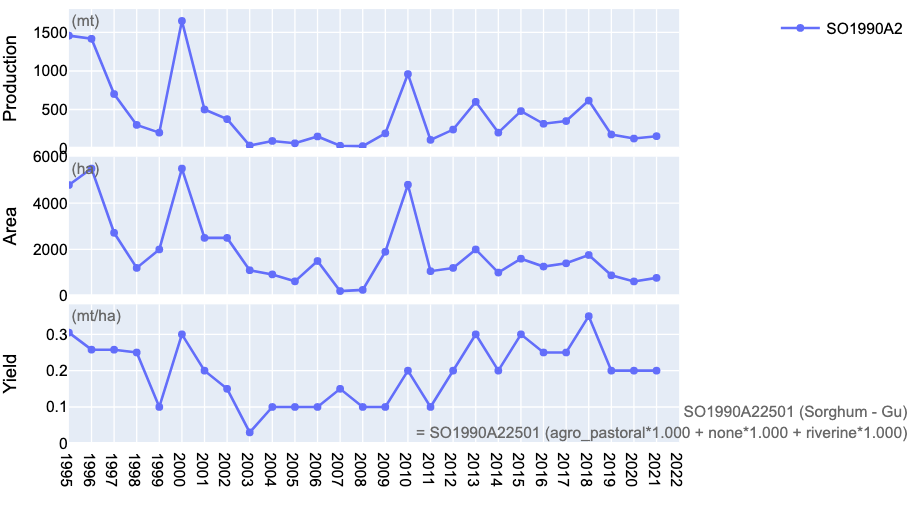 (mt)
SO1990A2
Production
1500
1000
500
0
(ha)
Area
6000
4000
2000
0
(mt/ha)
Yield
0.3
0.2
0.1
0
SO1990A22501 (Sorghum - Gu)
= SO1990A22501 (agro_pastoral*1.000 + none*1.000 + riverine*1.000)
1995 1996 1997 1998 1999 2000 2001 2002 2003 2004 2005 2006 2007 2008 2009 2010 2011 2012 2013 2014 2015 2016 2017 2018 2019 2020 2021 2022